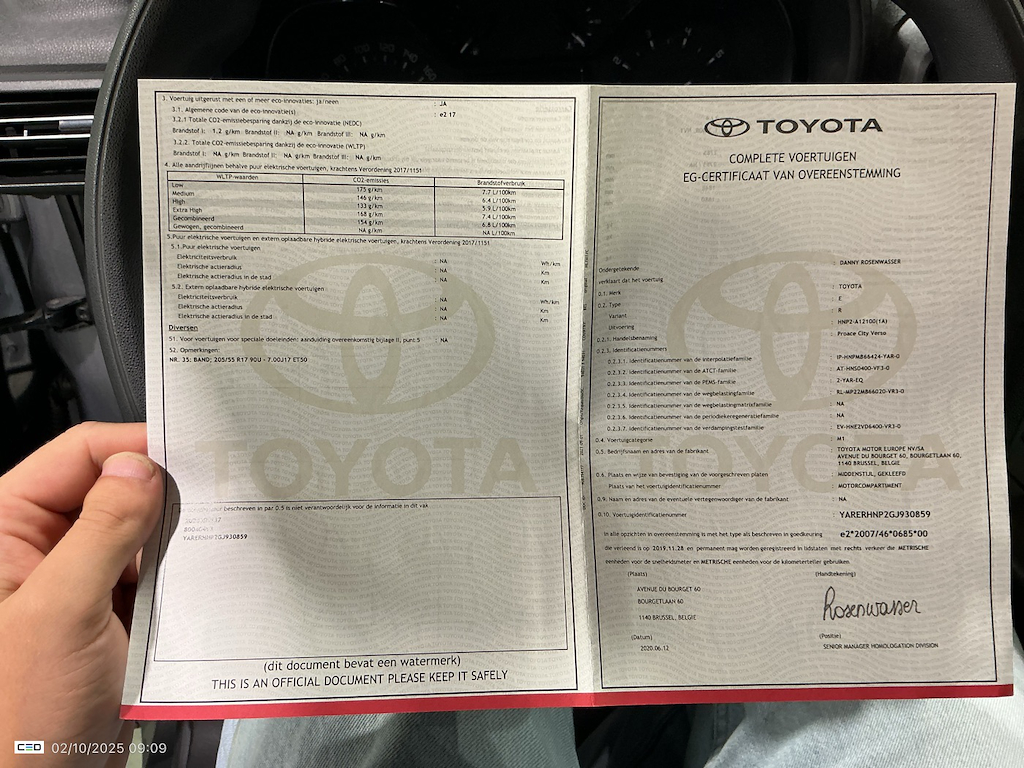 3. Voertuig uitgerust met een of meer eco-innovaties: ja/neen : JA
3.1. Algemene code van de eco-innovatie(s) : e2 17
3.2.1 Totale CO2-emissiebesparing dankzij de eco-innovatie (NEDC)
Brandstof I: 1.2 g/km Brandstof II: NA g/km Brandstof III: NA g/km
3.2.2. Totale CO2-emissiebesparing dankzij de eco-innovatie (WLTP)
Brandstof I: NA g/km Brandstof II: NA g/km Brandstof III: NA g/km
4. Alle aandrijflijnen behalve puur elektrische voertuigen, krachtens Verordening 2017/1151
WLTP-waarden CO2-emissies Brandstofverbruik
Low 175 g/km 7.7 L/100km
Medium 146 g/km 6.4 L/100km
High 133 g/km 5.9 L/100km
Extra High 168 g/km 7.4 L/100km
Gecombineerd 154 g/km 6.8 L/100km
Gewogen, gecombineerd NA g/km NA L/100km
5.Puur elektrische voertuigen en extern oplaadbare hybride elektrische voertuigen, krachtens Verordening 2017/1151
5.1.Puur elektrische voertuigen
Elektriciteitsverbruik : NA Wh/km
Elektrische actieradius : NA Km
Elektrische actieradius in de stad : NA Km
5.2. Extern oplaadbare hybride elektrische voertuigen :
Elektriciteitsverbruik : NA Wh/km
Elektrische actieradius : NA Km
Elektrische actieradius in de stad : NA Km
Diversen
51. Voor voertuigen voor speciale doeleinden: aanduiding overeenkomstig bijlage II, punt 5 : NA
52. Opmerkingen:
NR. 35: BAND; 205/55 R17 90U - 7.00J17 ET50
TOYOTA
beschreven in par 0.5 is niet verantwoordelijk voor de informatie in dit vak
YARERHNP2GJ930859
(dit document bevat een watermerk)
THIS IS AN OFFICIAL DOCUMENT PLEASE KEEP IT SAFELY
TOYOTA
COMPLETE VOERTUIGEN
EG-CERTIFICAAT VAN OVEREENSTEMMING
Ondergetekende : DANNY ROSENWASSER
verklaart dat het voertuig
0.1. Merk : TOYOTA
0.2. Type : E
Variant : R
Uitvoering : HNP2-A12100(1A)
0.2.1. Handelsbenaming : Proace City Verso
0.2.3. Identificatienummers
0.2.3.1. Identificatienummer van de interpolatiefamilie : IP-HNPMB66424-YAR-0
0.2.3.2. Identificatienummer van de ATCT-familie : AT-HNS0400-VF3-0
0.2.3.3. Identificatienummer van de PEMS-familie : 2-YAR-EQ
0.2.3.4. Identificatienummer van de wegbelastingfamilie : RL-MP22MB66020-VR3-0
0.2.3.5. Identificatienummer van de wegbelastingmatrixfamilie : NA
0.2.3.6. Identificatienummer van de periodiekeregeneratiefamilie : NA
0.2.3.7. Identificatienummer van de verdampingstestfamilie : EV-HNE2VD6400-VR3-0
0.4. Voertuigcategorie : M1
0.5. Bedrijfsnaam en adres van de fabrikant : TOYOTA MOTOR EUROPE NV/SA
AVENUE DU BOURGET 60, BOURGETLAAN 60,
1140 BRUSSEL, BELGIE
0.6. Plaats en wijze van bevestiging van de voorgeschreven platen : MIDDENSTIJL, GEKLEEFD
Plaats van het voertuigidentificatienummer : MOTORCOMPARTIMENT
0.9. Naam en adres van de eventuele vertegenwoordiger van de fabrikant : NA
0.10. Voertuigidentificatienummer : YARERHNP2GJ930859
in alle opzichten in overeenstemming is met het type als beschreven in goedkeuring e2*2007/46*0685*00
die verleend is op 2019.11.28 en permanent mag worden geregistreerd in lidstaten met rechts verkeer die METRISCHE
eenheden voor de snelheidsmeter en METRISCHE eenheden voor de kilometerteller gebruiken.
(Plaats) (Handtekening)
AVENUE DU BOURGET 60
BOURGETLAAN 60
Rosenwasser
1140 BRUSSEL, BELGIE
(Datum) (Positie)
2020.06.12 SENIOR MANAGER HOMOLOGATION DIVISION
CEO 02/10/2025 09:09